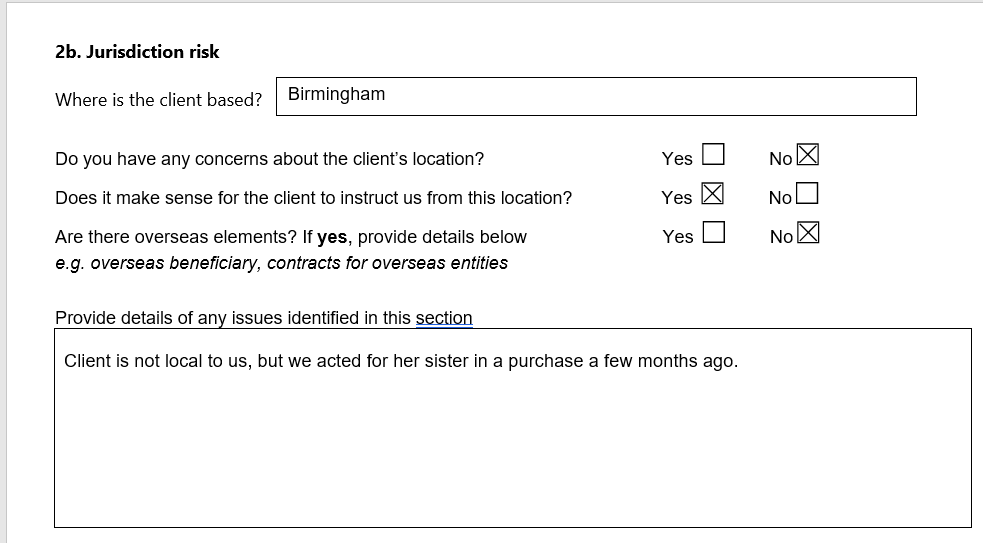 2b. Jurisdiction risk
Where is the client based? Birmingham
Do you have any concerns about the client's location? Yes ☐ No ☒
Does it make sense for the client to instruct us from this location? Yes ☒ No ☐
Are there overseas elements? If yes, provide details below Yes ☐ No ☒
e.g. overseas beneficiary, contracts for overseas entities
Provide details of any issues identified in this section
Client is not local to us, but we acted for her sister in a purchase a few months ago.